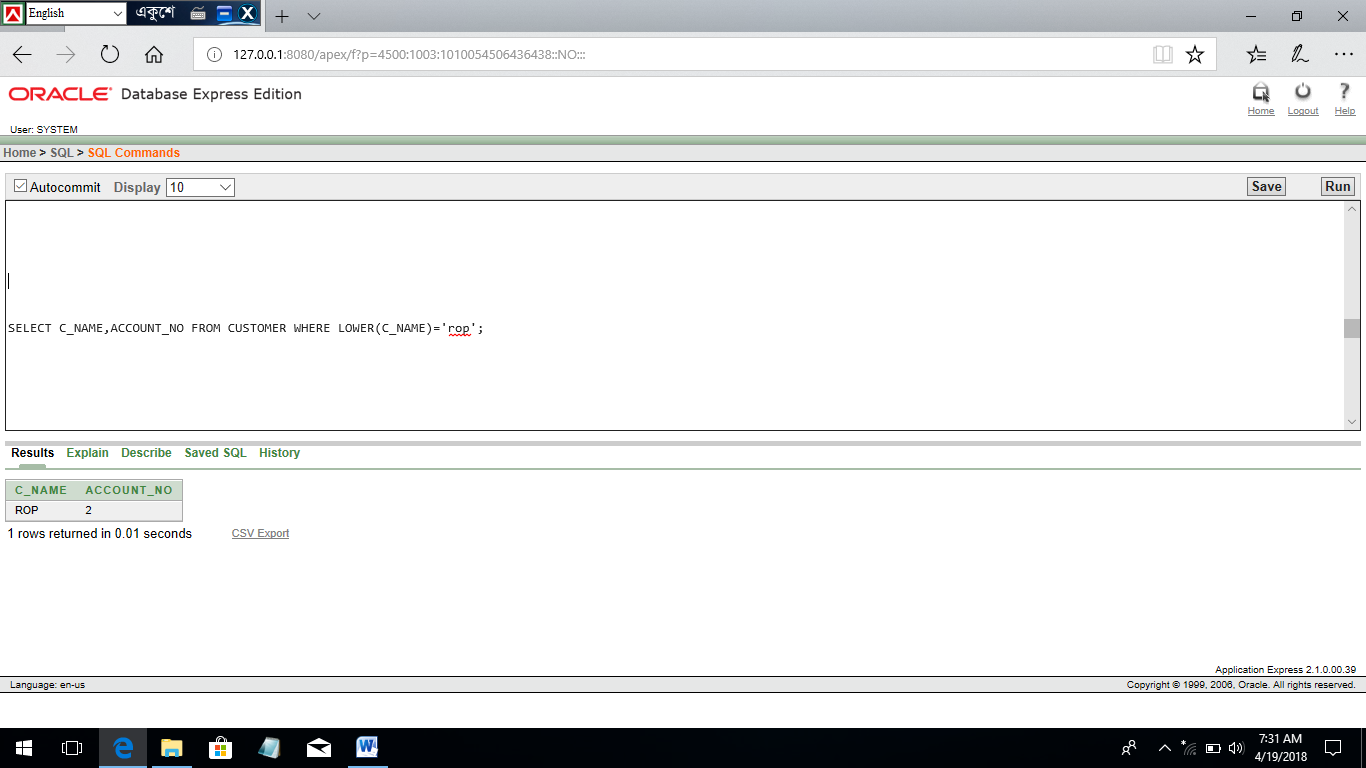 English
একুশে
127.0.0.1:8080/apex/f?p=4500:1003:1010054506436438::NO:::
ORACLE Database Express Edition
Home Logout Help
User: SYSTEM
Home > SQL > SQL Commands
Autocommit Display 10
Save Run
SELECT C_NAME,ACCOUNT_NO FROM CUSTOMER WHERE LOWER(C_NAME)='rop';
Results Explain Describe Saved SQL History
C_NAME ACCOUNT_NO
ROP 2
1 rows returned in 0.01 seconds CSV Export
Application Express 2.1.0.00.39
Language: en-us
Copyright © 1999, 2006, Oracle. All rights reserved.
7:31 AM
4/19/2018